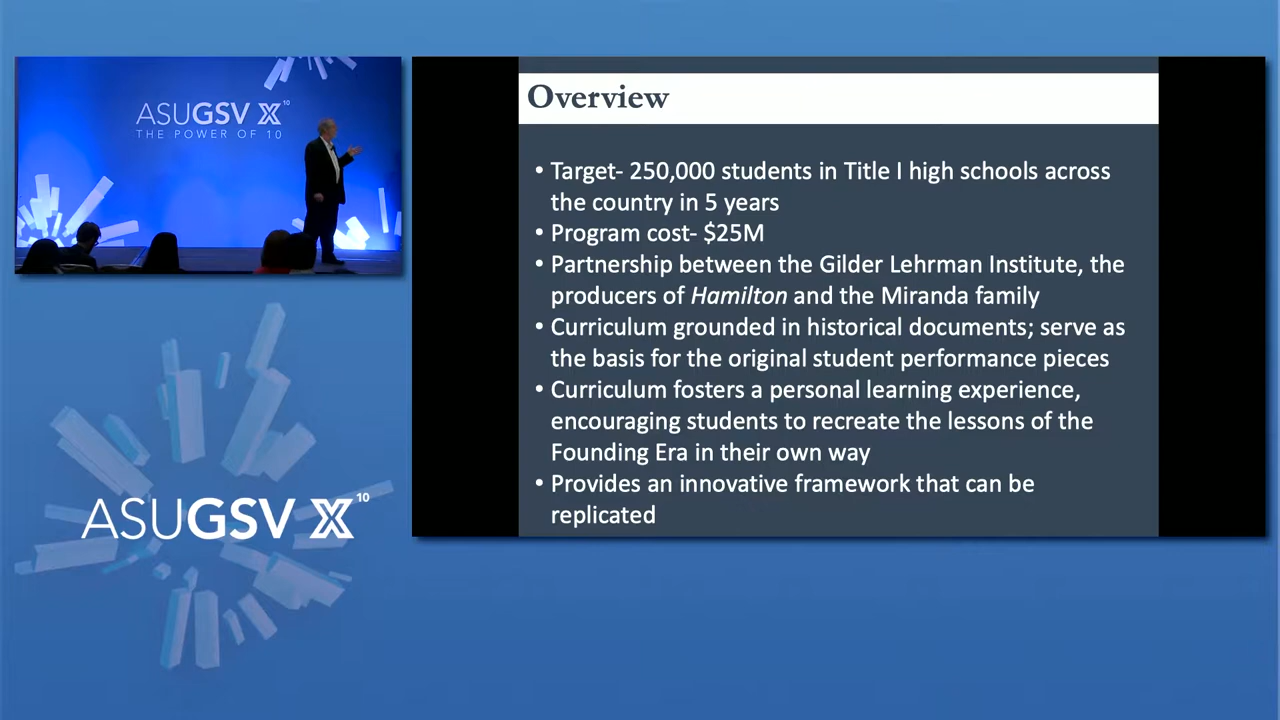 ASUGSV X10
THE POWER OF 10
Overview
• Target- 250,000 students in Title I high schools across
the country in 5 years
• Program cost- $25M
• Partnership between the Gilder Lehrman Institute, the
producers of Hamilton and the Miranda family
• Curriculum grounded in historical documents; serve as
the basis for the original student performance pieces
• Curriculum fosters a personal learning experience,
encouraging students to recreate the lessons of the
Founding Era in their own way
• Provides an innovative framework that can be
replicated
ASUGSV X10